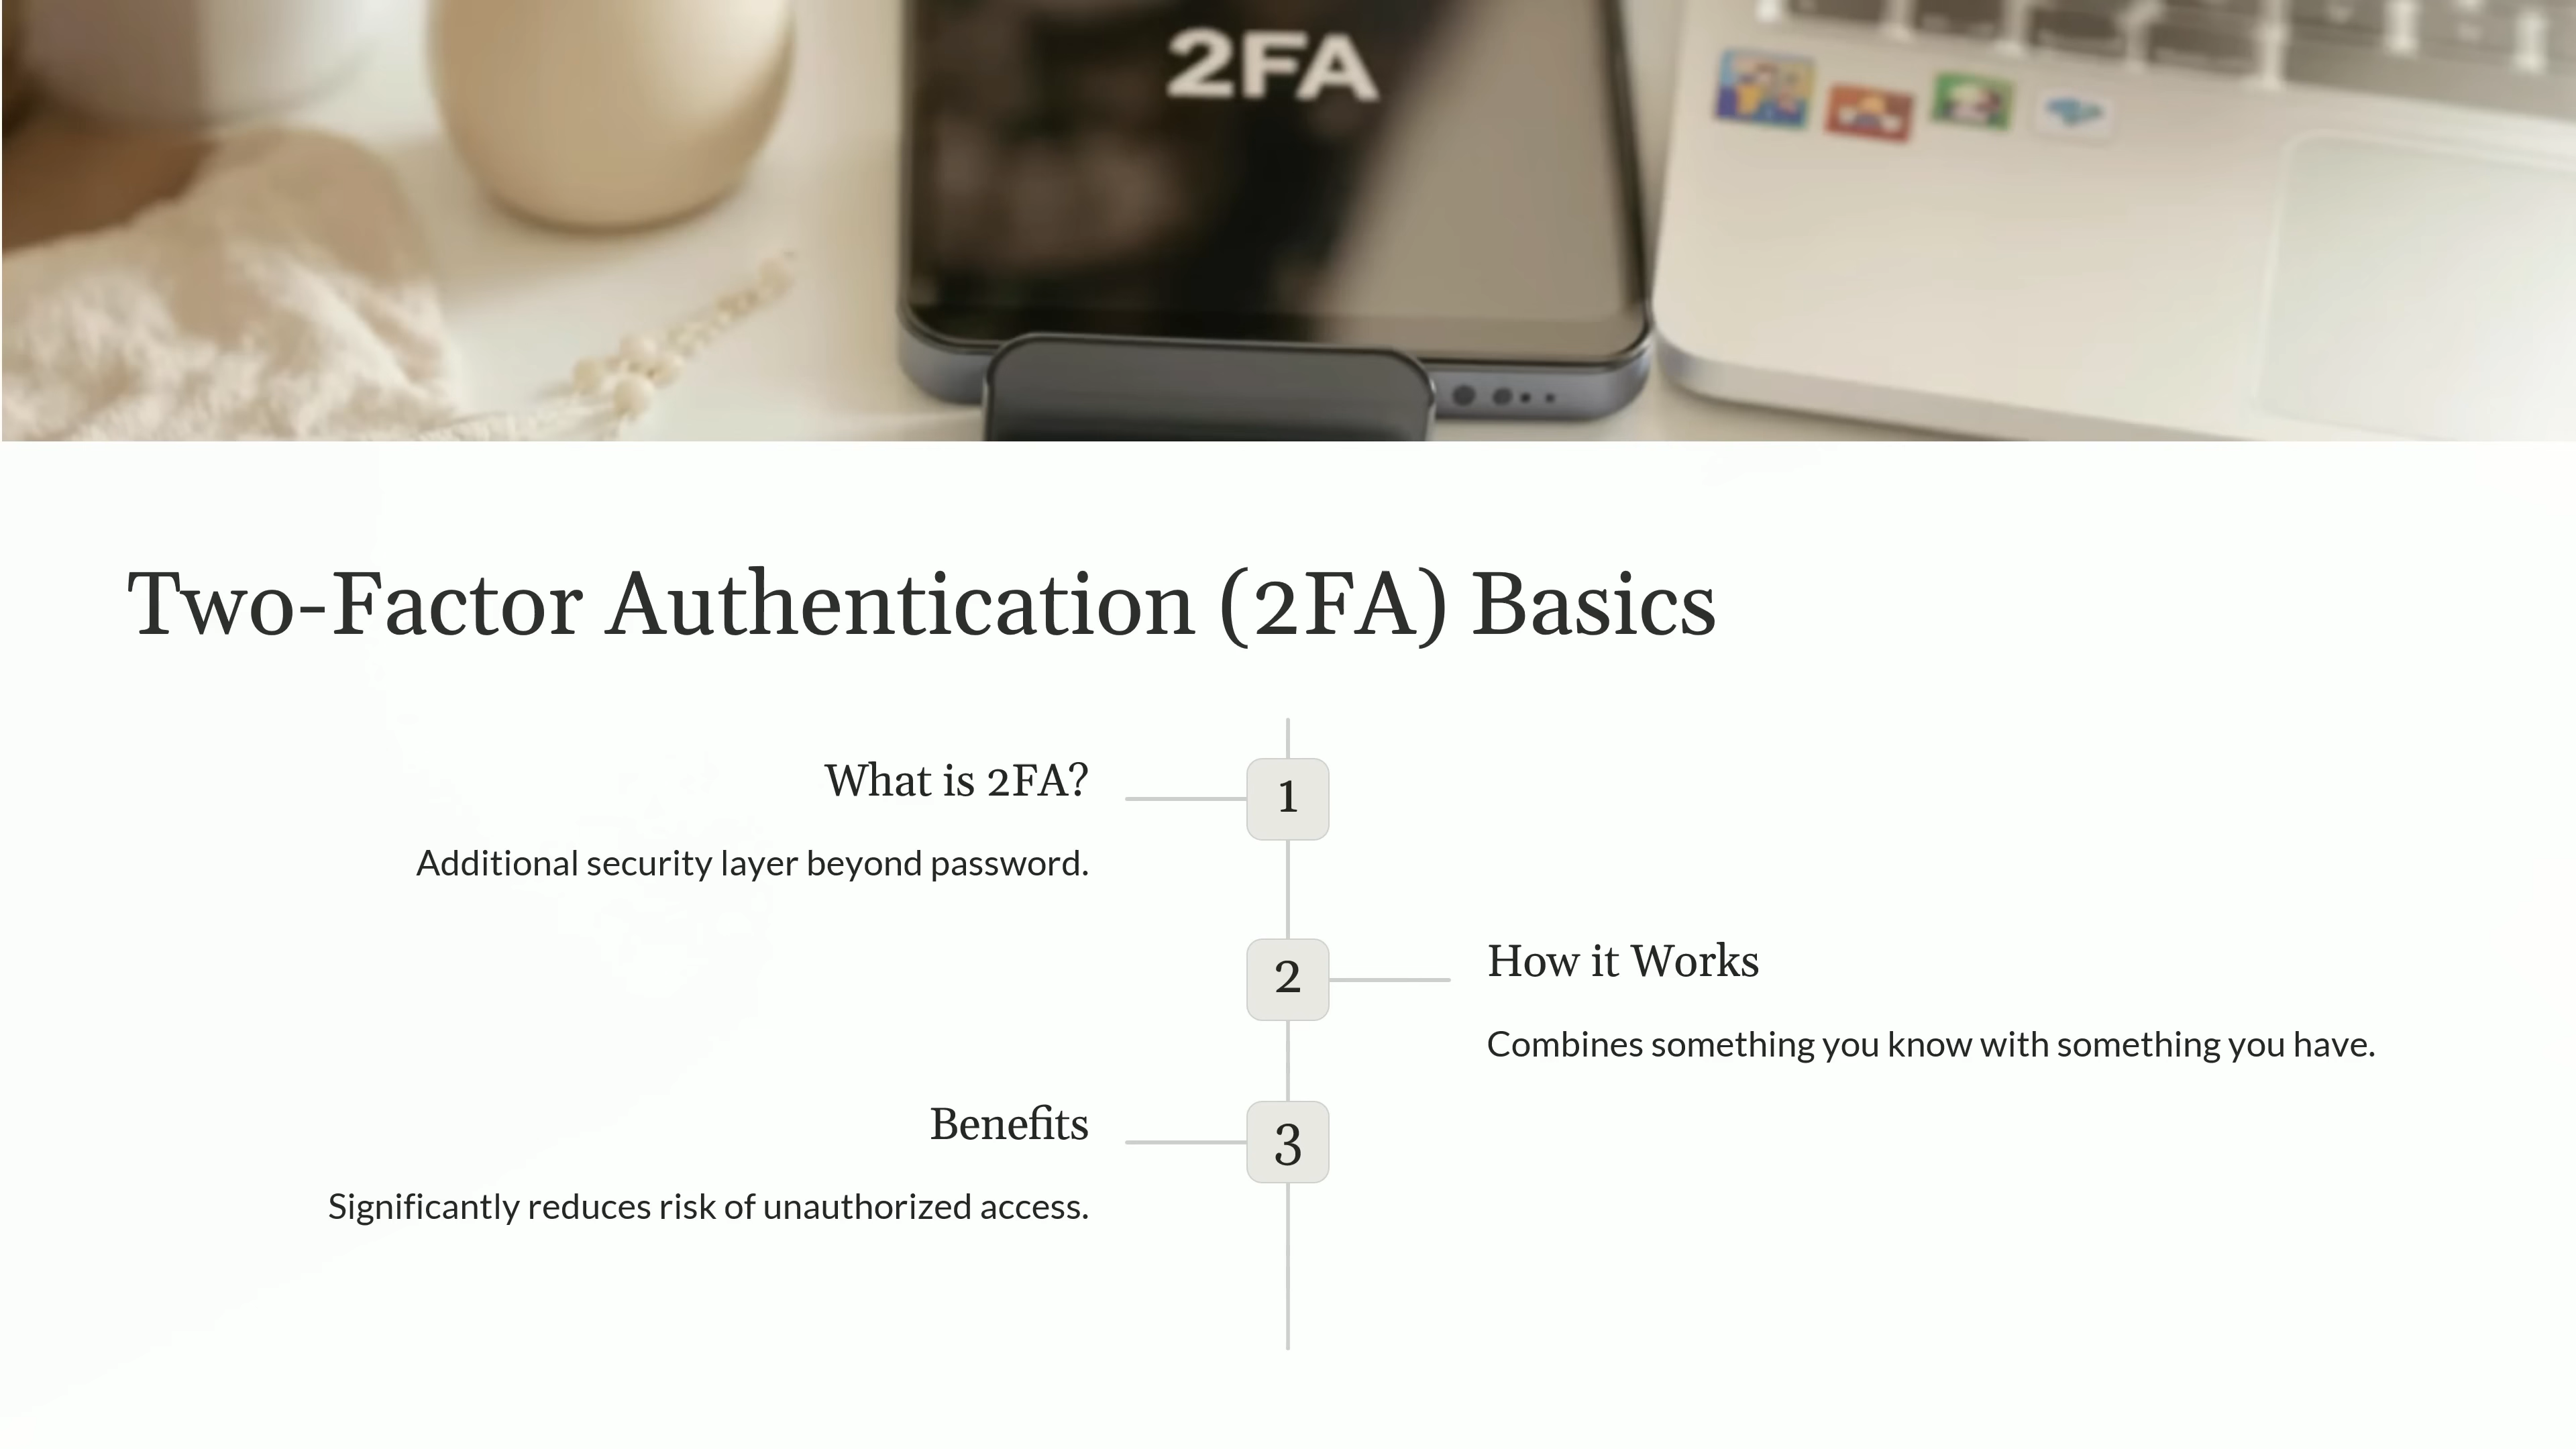 2FA
Two-Factor Authentication (2FA) Basics
1
What is 2FA?
Additional security layer beyond password.
2
How it Works
Combines something you know with something you have.
3
Benefits
Significantly reduces risk of unauthorized access.